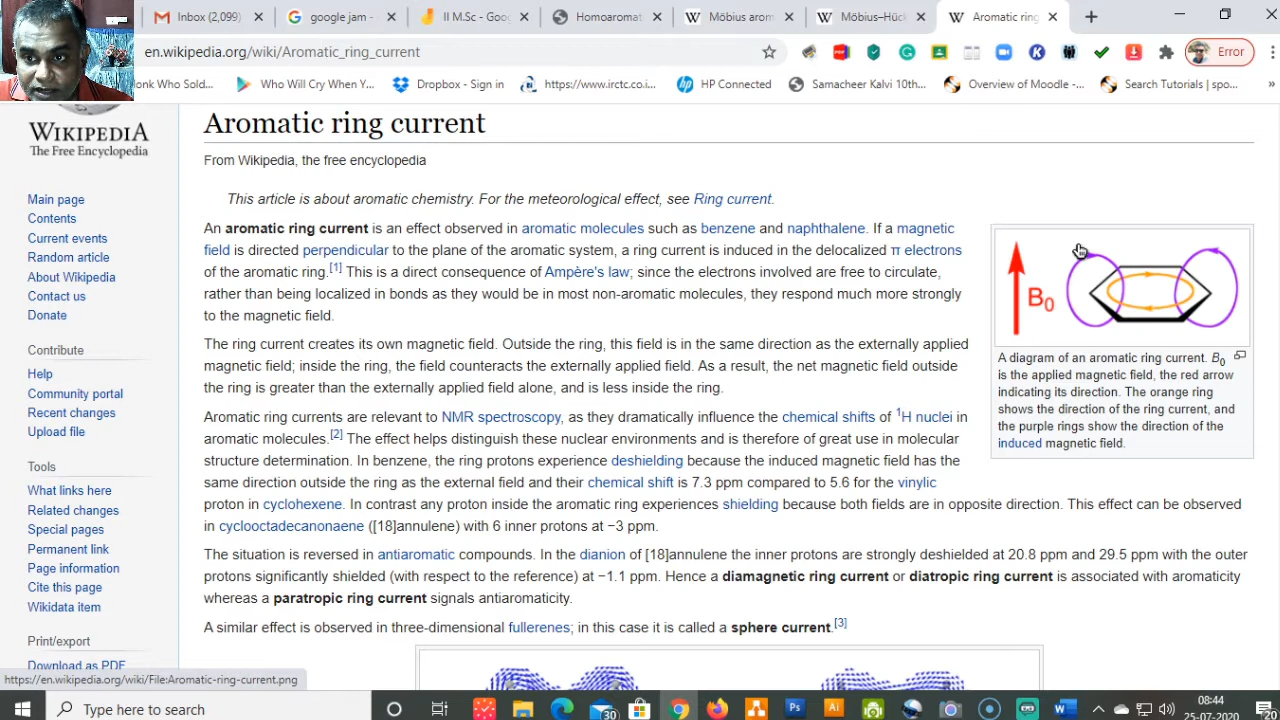 Inbox (2,099)
google jam -
II M.Sc - Goo
Homoaromat
Möbius arom
Möbius–Hück
Aromatic ring
en.wikipedia.org/wiki/Aromatic_ring_current
Error
onk Who Sold...
Who Will Cry When Y...
Dropbox - Sign in
https://www.irctc.co.i...
HP Connected
Samacheer Kalvi 10th...
Overview of Moodle -...
Search Tutorials | spo...
WIKIPEDIA
The Free Encyclopedia
Main page
Contents
Current events
Random article
About Wikipedia
Contact us
Donate
Contribute
Help
Community portal
Recent changes
Upload file
Tools
What links here
Related changes
Special pages
Permanent link
Page information
Cite this page
Wikidata item
Print/export
Download as PDF
Aromatic ring current
From Wikipedia, the free encyclopedia
This article is about aromatic chemistry. For the meteorological effect, see Ring current.
An aromatic ring current is an effect observed in aromatic molecules such as benzene and naphthalene. If a magnetic
field is directed perpendicular to the plane of the aromatic system, a ring current is induced in the delocalized π electrons
of the aromatic ring.[1] This is a direct consequence of Ampère's law; since the electrons involved are free to circulate,
rather than being localized in bonds as they would be in most non-aromatic molecules, they respond much more strongly
to the magnetic field.
The ring current creates its own magnetic field. Outside the ring, this field is in the same direction as the externally applied
magnetic field; inside the ring, the field counteracts the externally applied field. As a result, the net magnetic field outside
the ring is greater than the externally applied field alone, and is less inside the ring.
Aromatic ring currents are relevant to NMR spectroscopy, as they dramatically influence the chemical shifts of 1H nuclei in
aromatic molecules.[2] The effect helps distinguish these nuclear environments and is therefore of great use in molecular
structure determination. In benzene, the ring protons experience deshielding because the induced magnetic field has the
same direction outside the ring as the external field and their chemical shift is 7.3 ppm compared to 5.6 for the vinylic
proton in cyclohexene. In contrast any proton inside the aromatic ring experiences shielding because both fields are in opposite direction. This effect can be observed
in cyclooctadecanonaene ([18]annulene) with 6 inner protons at −3 ppm.
The situation is reversed in antiaromatic compounds. In the dianion of [18]annulene the inner protons are strongly deshielded at 20.8 ppm and 29.5 ppm with the outer
protons significantly shielded (with respect to the reference) at −1.1 ppm. Hence a diamagnetic ring current or diatropic ring current is associated with aromaticity
whereas a paratropic ring current signals antiaromaticity.
A similar effect is observed in three-dimensional fullerenes; in this case it is called a sphere current.[3]
B0
A diagram of an aromatic ring current. B0
is the applied magnetic field, the red arrow
indicating its direction. The orange ring
shows the direction of the ring current, and
the purple rings show the direction of the
induced magnetic field.
https://en.wikipedia.org/wiki/File:Aromatic-ring-current.png
Type here to search
30
08:44
25-07-2020